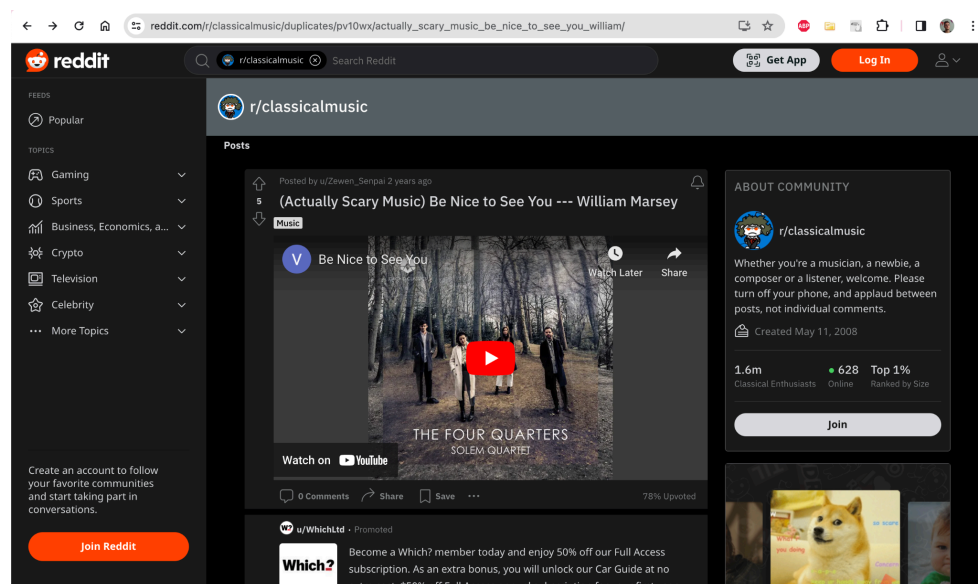 reddit.com/r/classicalmusic/duplicates/pv10wx/actually_scary_music_be_nice_to_see_you_william/
ABP
reddit
r/classicalmusic
Search Reddit
Get App
Log In
FEEDS
Popular
TOPICS
Gaming
Sports
Business, Economics, a...
Crypto
Television
Celebrity
More Topics
Create an account to follow
your favorite communities
and start taking part in
conversations.
Join Reddit
r/classicalmusic
Posts
Posted by u/Zewen_Senpai 2 years ago
5
(Actually Scary Music) Be Nice to See You --- William Marsey
Music
V
Be Nice to See You
Watch Later
Share
THE FOUR QUARTERS
SOLEM QUARTET
Watch on YouTube
0 Comments
Share
Save
78% Upvoted
W?
u/WhichLtd • Promoted
Which?
Become a Which? member today and enjoy 50% off our Full Access
subscription. As an extra bonus, you will unlock our Car Guide at no
ABOUT COMMUNITY
r/classicalmusic
Whether you're a musician, a newbie, a
composer or a listener, welcome. Please
turn off your phone, and applaud between
posts, not individual comments.
Created May 11, 2008
1.6m
628
Top 1%
Classical Enthusiasts
Online
Ranked by Size
Join
so scare
you doing